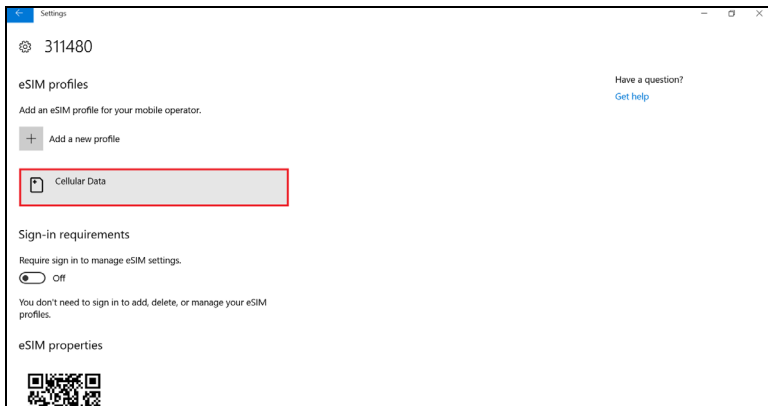 Settings
311480
eSIM profiles
Add an eSIM profile for your mobile operator.
Add a new profile
Cellular Data
Sign-in requirements
Require sign in to manage eSIM settings.
Off
You don't need to sign in to add, delete, or manage your eSIM
profiles.
eSIM properties
Have a question?
Get help